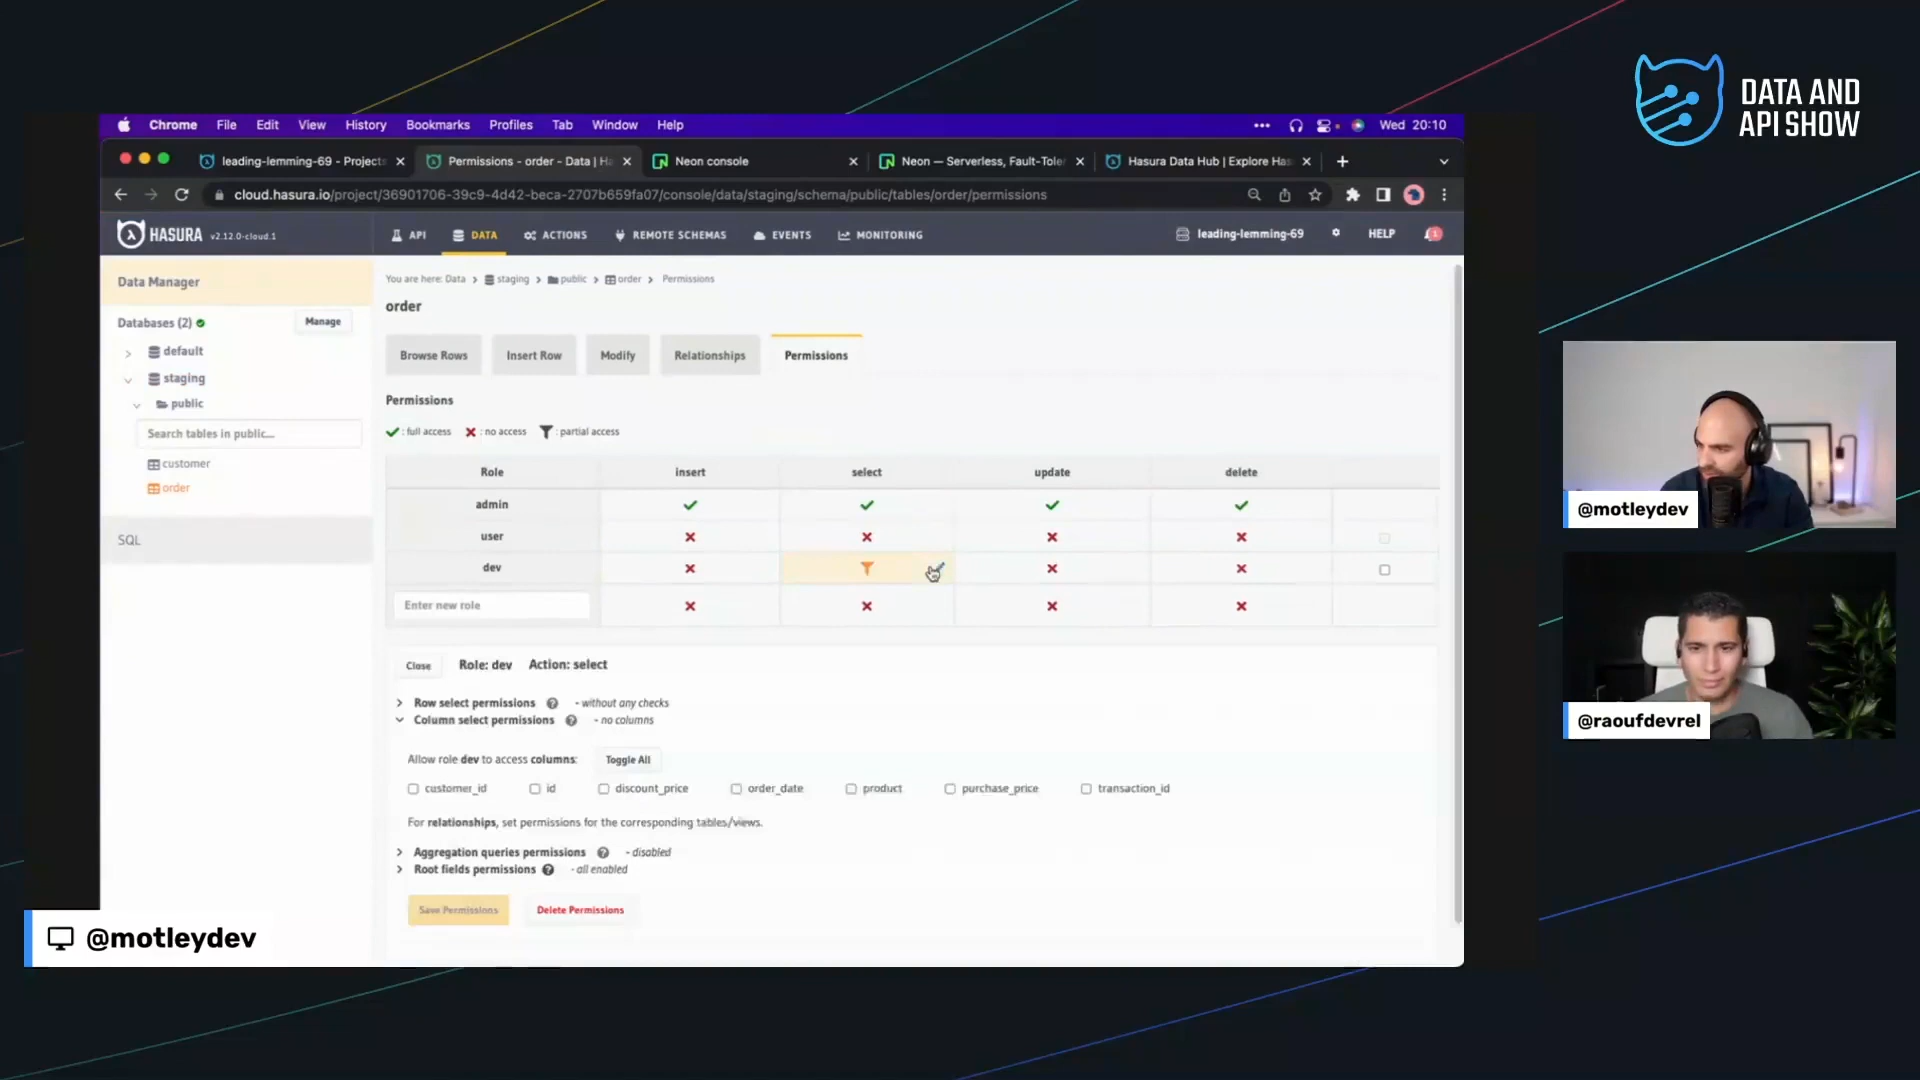 DATA AND
API SHOW
Chrome File Edit View History Bookmarks Profiles Tab Window Help Wed 20:10
leading-lemming-69 - Projects Permissions - order - Data | Ha Neon console Neon — Serverless, Fault-Toler Hasura Data Hub | Explore Has
cloud.hasura.io/project/36901706-39c9-4d42-beca-2707b659fa07/console/data/staging/schema/public/tables/order/permissions
HASURA v2.12.0-cloud.1 API DATA ACTIONS REMOTE SCHEMAS EVENTS MONITORING leading-lemming-69 HELP
Data Manager
Databases (2) Manage
default
staging
public
Search tables in public...
customer
order
SQL
You are here: Data > staging > public > order > Permissions
order
Browse Rows Insert Row Modify Relationships Permissions
Permissions
: full access : no access : partial access
Role insert select update delete
admin
user
dev
Enter new role
Close Role: dev Action: select
Row select permissions - without any checks
Column select permissions - no columns
Allow role dev to access columns: Toggle All
customer_id id discount_price order_date product purchase_price transaction_id
For relationships, set permissions for the corresponding tables/views.
Aggregation queries permissions - disabled
Root fields permissions - all enabled
Save Permissions Delete Permissions
@motleydev
@raoufdevrel
@motleydev